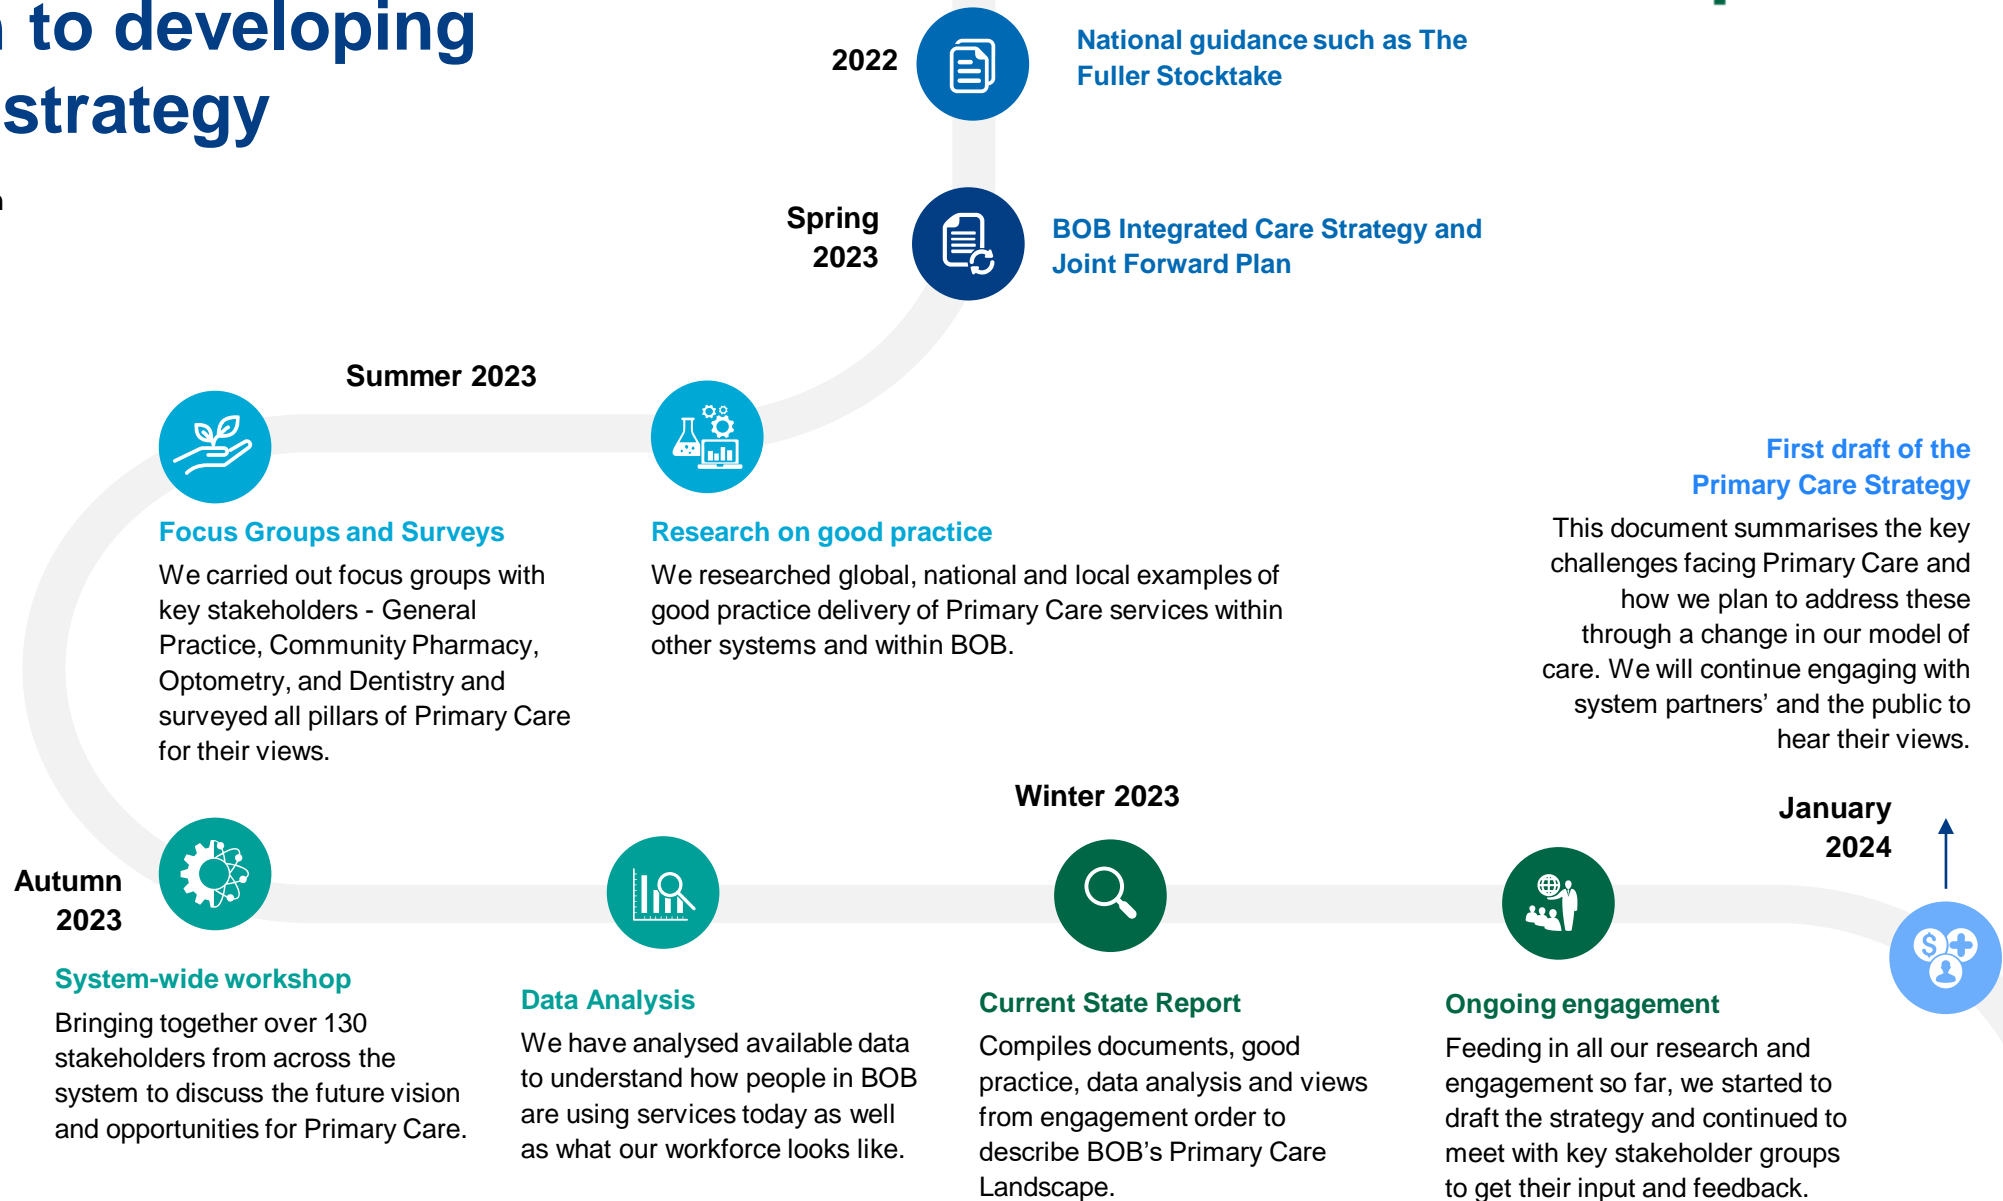 to developing
strategy
2022
National guidance such as The
Fuller Stocktake
Spring
2023
BOB Integrated Care Strategy and
Joint Forward Plan
Summer 2023
Focus Groups and Surveys
We carried out focus groups with
key stakeholders - General
Practice, Community Pharmacy,
Optometry, and Dentistry and
surveyed all pillars of Primary Care
for their views.
Research on good practice
We researched global, national and local examples of
good practice delivery of Primary Care services within
other systems and within BOB.
First draft of the
Primary Care Strategy
This document summarises the key
challenges facing Primary Care and
how we plan to address these
through a change in our model of
care. We will continue engaging with
system partners’ and the public to
hear their views.
January
2024
Autumn
2023
System-wide workshop
Bringing together over 130
stakeholders from across the
system to discuss the future vision
and opportunities for Primary Care.
Data Analysis
We have analysed available data
to understand how people in BOB
are using services today as well
as what our workforce looks like.
Winter 2023
Current State Report
Compiles documents, good
practice, data analysis and views
from engagement order to
describe BOB’s Primary Care
Landscape.
Ongoing engagement
Feeding in all our research and
engagement so far, we started to
draft the strategy and continued to
meet with key stakeholder groups
to get their input and feedback.